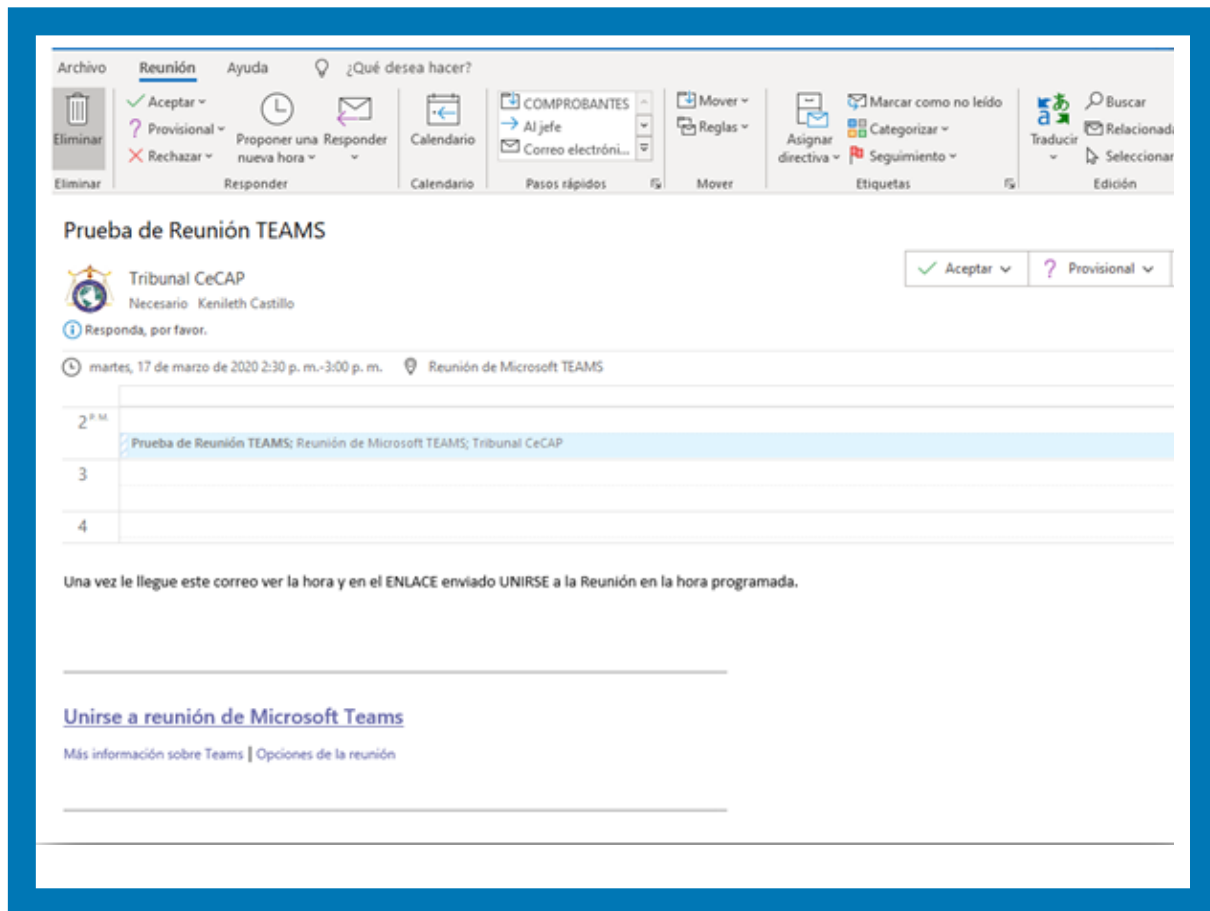 Archivo Reunión Ayuda ¿Qué desea hacer?
Eliminar
Aceptar
Provisional
Rechazar
Proponer una nueva hora
Responder
Calendario
COMPROBANTES
Al jefe
Correo electróni...
Mover
Reglas
Asignar directiva
Marcar como no leído
Categorizar
Seguimiento
Traducir
Buscar
Relacionada
Seleccionar
Eliminar Responder Calendario Pasos rápidos Mover Etiquetas Edición
Prueba de Reunión TEAMS
Tribunal CeCAP
Necesario Kenileth Castillo
Aceptar ? Provisional
Responda, por favor.
martes, 17 de marzo de 2020 2:30 p. m.-3:00 p. m. Reunión de Microsoft TEAMS
2 P. M.
Prueba de Reunión TEAMS; Reunión de Microsoft TEAMS; Tribunal CeCAP
3
4
Una vez le llegue este correo ver la hora y en el ENLACE enviado UNIRSE a la Reunión en la hora programada.
Unirse a reunión de Microsoft Teams
Más información sobre Teams | Opciones de la reunión